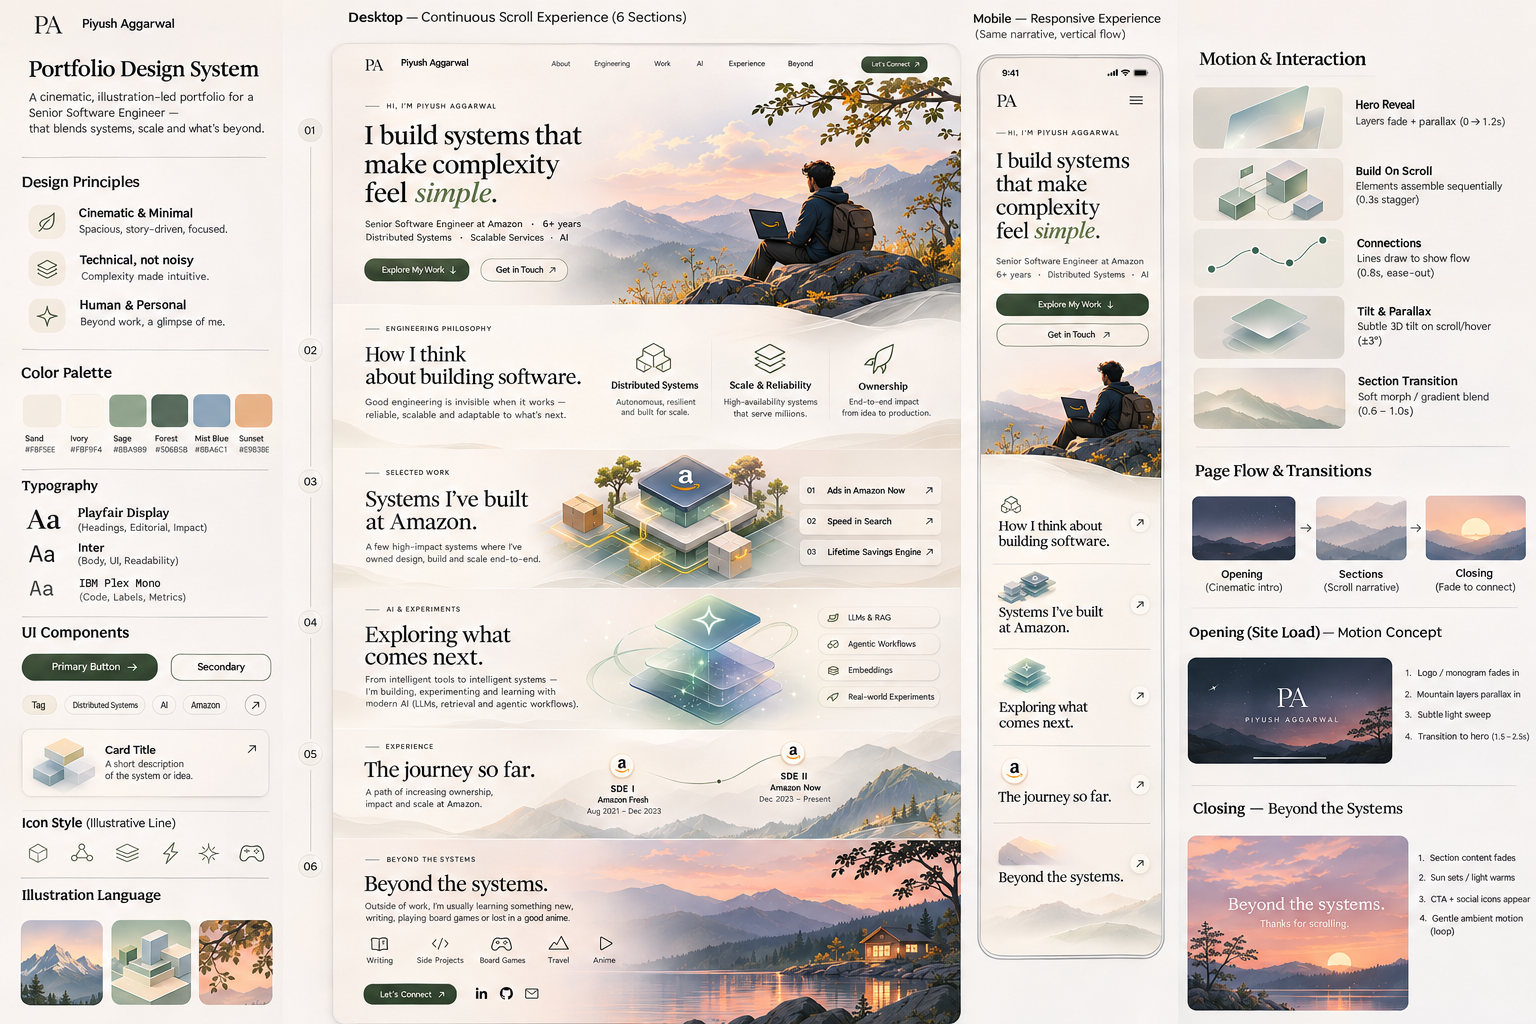 PA
Piyush Aggarwal
Portfolio Design System
A cinematic, illustration-led portfolio for a
Senior Software Engineer —
that blends systems, scale and what's beyond.
Design Principles
Cinematic & Minimal
Spacious, story-driven, focused.
Technical, not noisy
Complexity made intuitive.
Human & Personal
Beyond work, a glimpse of me.
Color Palette
Sand
#FBF5EE
Ivory
#FBF9F4
Sage
#8BA989
Forest
#506B5B
Mist Blue
#8BA6C1
Sunset
#E9B38E
Typography
Aa
Playfair Display
(Headings, Editorial, Impact)
Aa
Inter
(Body, UI, Readability)
Aa
IBM Plex Mono
(Code, Labels, Metrics)
UI Components
Primary Button →
Secondary
Tag
Distributed Systems
AI
Amazon
Card Title
A short description
of the system or idea.
Icon Style (Illustrative Line)
Illustration Language
Desktop — Continuous Scroll Experience (6 Sections)
01
02
03
04
05
06
PA
Piyush Aggarwal
About
Engineering
Work
AI
Experience
Beyond
Let's Connect ↗
— HI, I'M PIYUSH AGGARWAL
I build systems that
make complexity
feel simple.
Senior Software Engineer at Amazon · 6+ years
Distributed Systems · Scalable Services · AI
Explore My Work ↓
Get in Touch ↗
— ENGINEERING PHILOSOPHY
How I think
about building software.
Good engineering is invisible when it works —
reliable, scalable and adaptable to what's next.
Distributed Systems
Autonomous, resilient
and built for scale.
Scale & Reliability
High-availability systems
that serve millions.
Ownership
End-to-end impact
from idea to production.
— SELECTED WORK
Systems I've built
at Amazon.
A few high-impact systems where I've
owned design, build and scale end-to-end.
a
01 Ads in Amazon Now ↗
02 Speed in Search ↗
03 Lifetime Savings Engine ↗
— AI & EXPERIMENTS
Exploring what
comes next.
From intelligent tools to intelligent systems —
I'm building, experimenting and learning with
modern AI (LLMs, retrieval and agentic workflows).
LLMs & RAG
Agentic Workflows
Embeddings
Real-world Experiments
— EXPERIENCE
The journey so far.
A path of increasing ownership,
impact and scale at Amazon.
a
SDE I
Amazon Fresh
Aug 2021 – Dec 2023
a
SDE II
Amazon Now
Dec 2023 – Present
— BEYOND THE SYSTEMS
Beyond the systems.
Outside of work, I'm usually learning something new,
writing, playing board games or lost in a good anime.
Writing
Side Projects
Board Games
Travel
Anime
Let's Connect ↗
in
Mobile — Responsive Experience
(Same narrative, vertical flow)
9:41
PA
— HI, I'M PIYUSH AGGARWAL
I build systems
that make
complexity
feel simple.
Senior Software Engineer at Amazon
6+ years · Distributed Systems · AI
Explore My Work ↓
Get in Touch ↗
How I think about
building software.
Systems I've built
at Amazon.
Exploring what
comes next.
a
The journey so far.
Beyond the systems.
Motion & Interaction
Hero Reveal
Layers fade + parallax (0 → 1.2s)
Build On Scroll
Elements assemble sequentially
(0.3s stagger)
Connections
Lines draw to show flow
(0.8s, ease-out)
Tilt & Parallax
Subtle 3D tilt on scroll/hover
(±3°)
Section Transition
Soft morph / gradient blend
(0.6 – 1.0s)
Page Flow & Transitions
Opening
(Cinematic intro)
Sections
(Scroll narrative)
Closing
(Fade to connect)
Opening (Site Load) — Motion Concept
PA
PIYUSH AGGARWAL
1. Logo / monogram fades in
2. Mountain layers parallax in
3. Subtle light sweep
4. Transition to hero (1.5 – 2.5s)
Closing — Beyond the Systems
Beyond the systems.
Thanks for scrolling.
1. Section content fades
2. Sun sets / light warms
3. CTA + social icons appear
4. Gentle ambient motion
(loop)